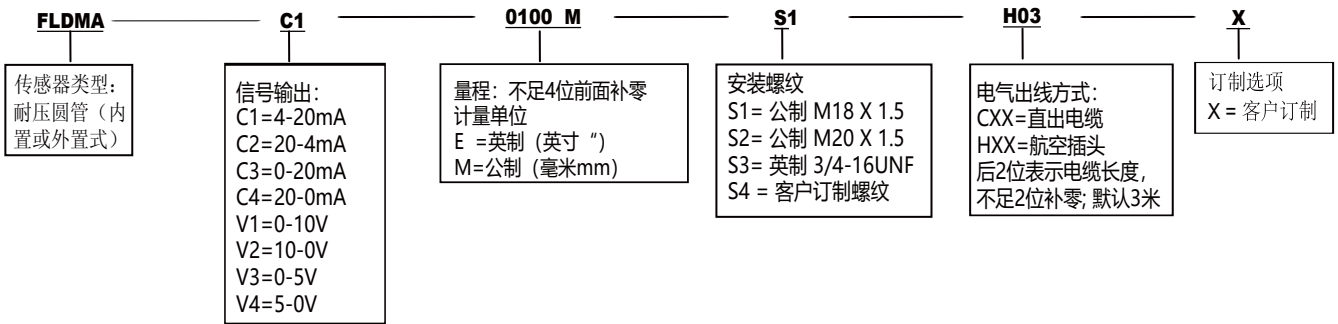 FLDMA C1 0100 M S1 H03 X
传感器类型：
耐压圆管（内
置或外置式）
信号输出：
C1=4-20mA
C2=20-4mA
C3=0-20mA
C4=20-0mA
V1=0-10V
V2=10-0V
V3=0-5V
V4=5-0V
量程：不足4位前面补零
计量单位
E =英制（英寸 “）
M=公制（毫米mm）
安装螺纹
S1= 公制 M18 X 1.5
S2= 公制 M20 X 1.5
S3= 英制 3/4-16UNF
S4 = 客户订制螺纹
电气出线方式：
CXX=直出电缆
HXX=航空插头
后2位表示电缆长度，
不足2位补零; 默认3米
订制选项
X = 客户订制